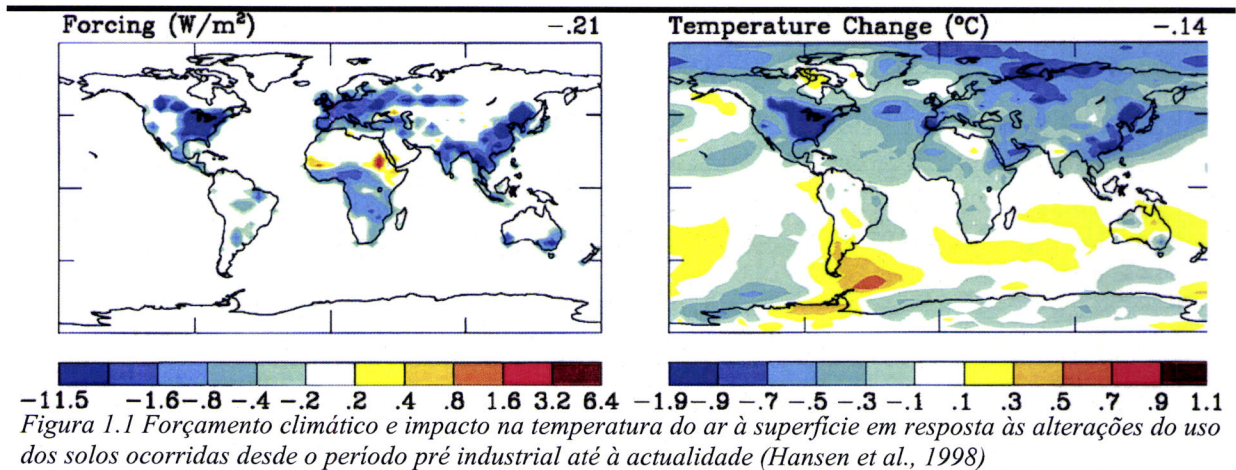 Forcing (W/m²) -.21
Temperature Change (ºC) -.14
-11.5 -1.6 -.8 -.4 -.2 .2 .4 .8 1.6 3.2 6.4
-1.9 -.9 -.7 -.5 -.3 -.1 .1 .3 .5 .7 .9 1.1
Figura 1.1 Forçamento climático e impacto na temperatura do ar à superfície em resposta às alterações do uso
dos solos ocorridas desde o período pré industrial até à actualidade (Hansen et al., 1998)